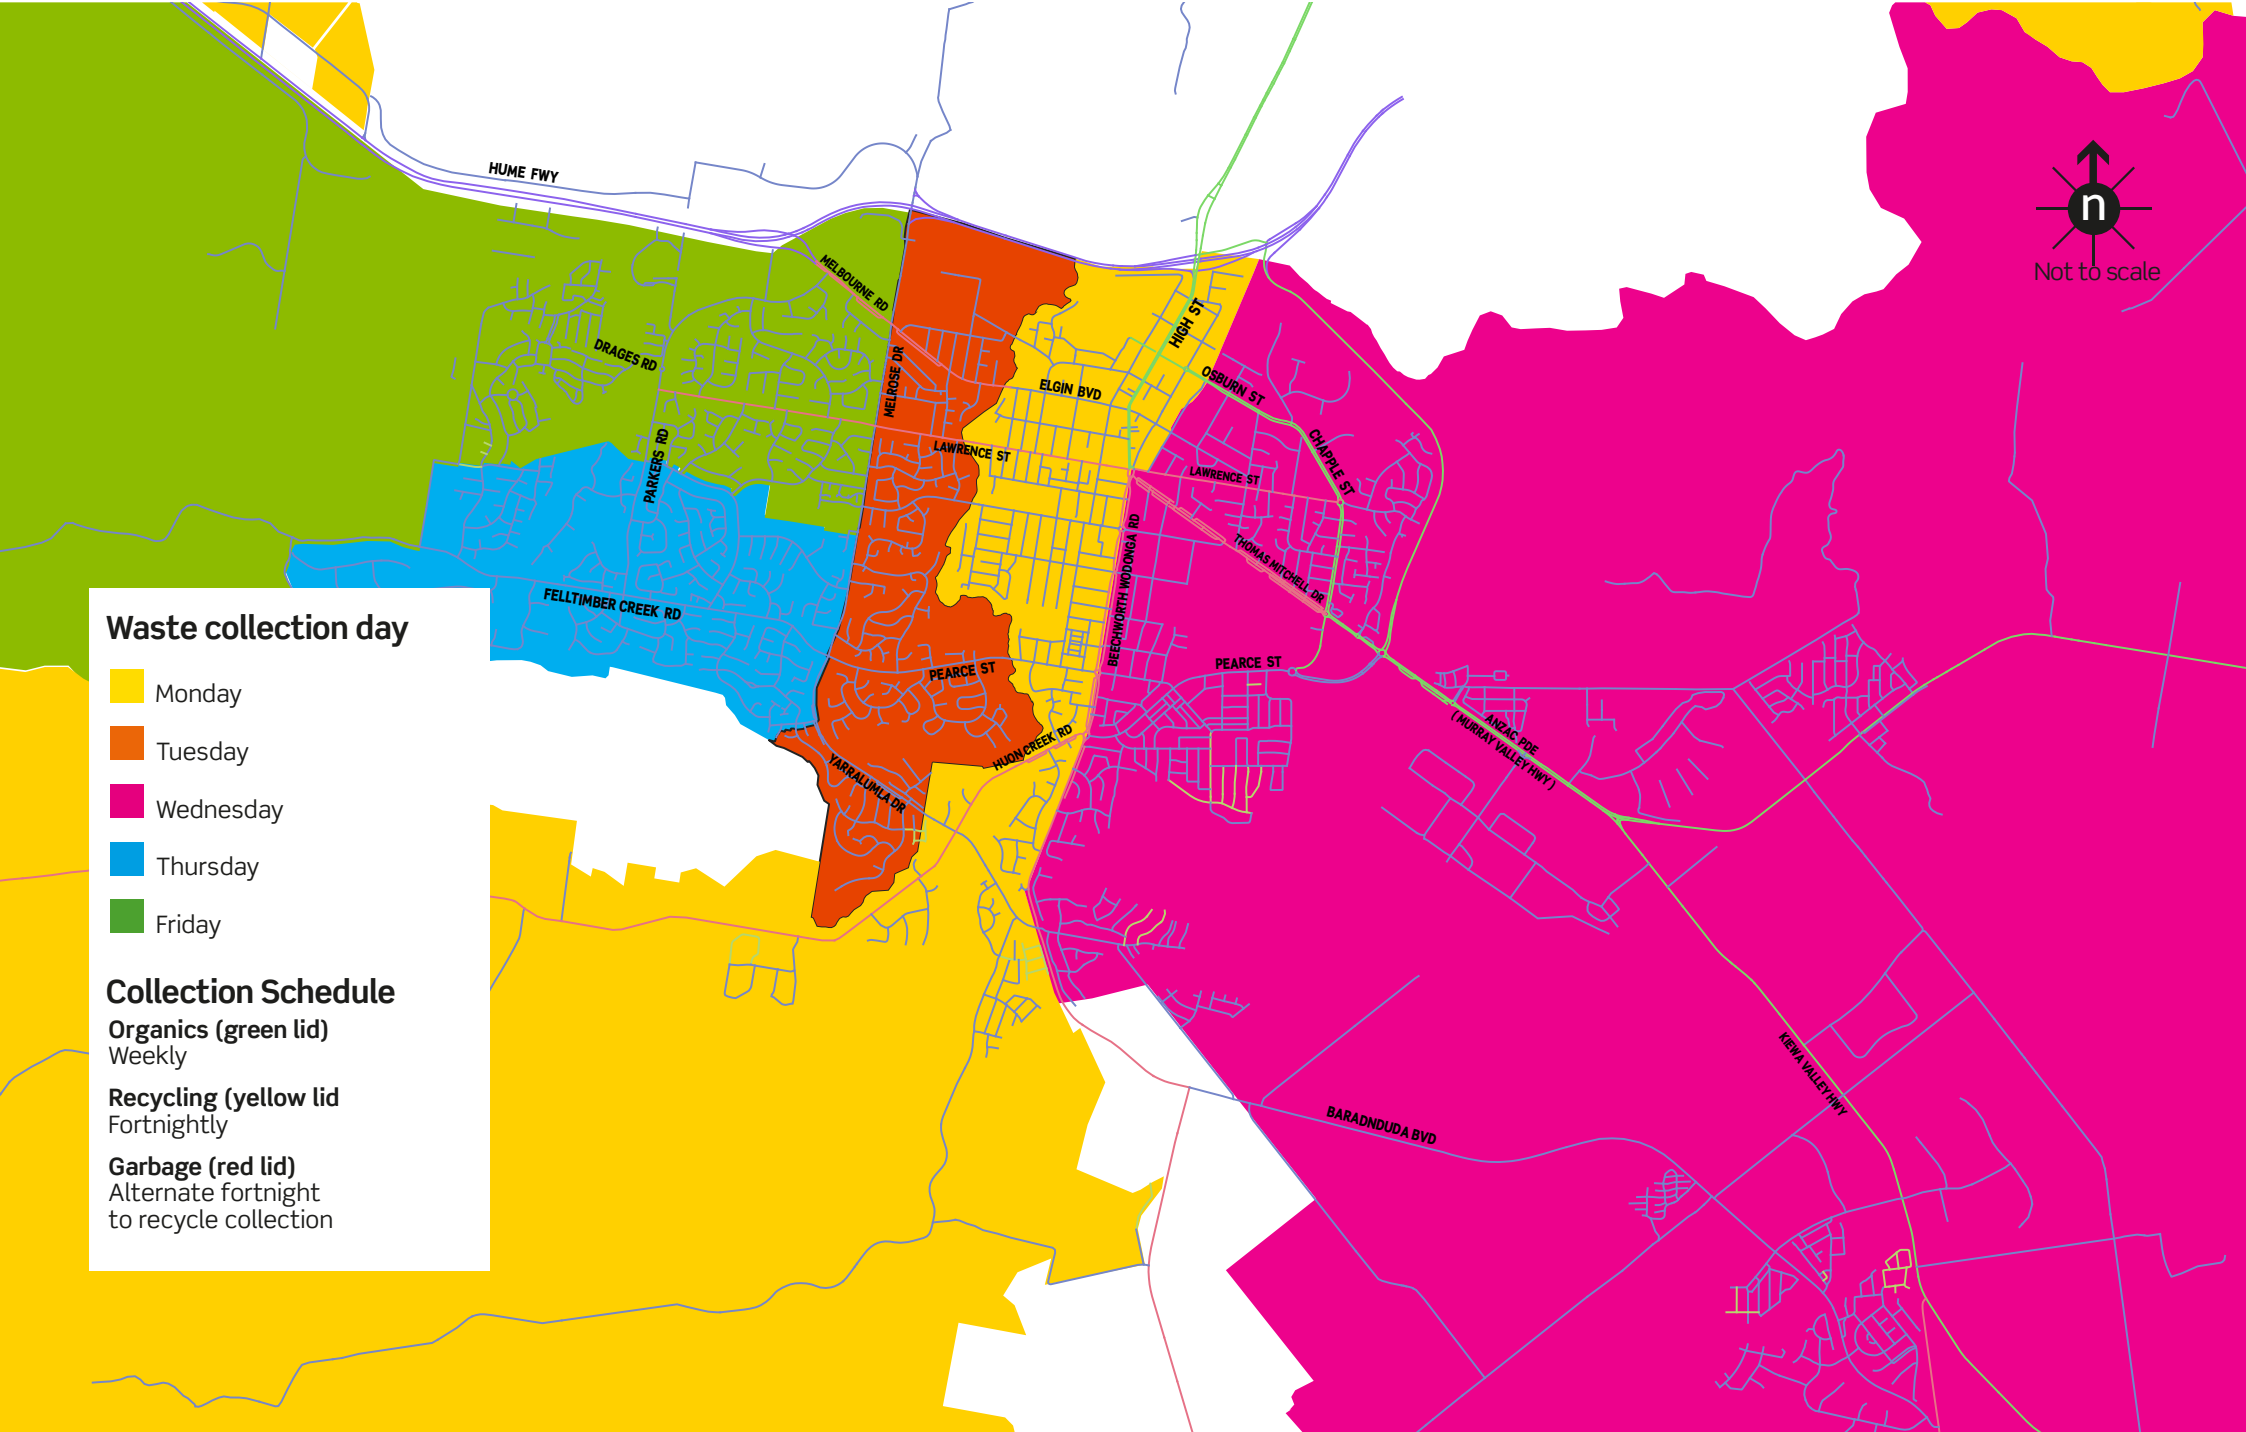 HUME FWY
n
Not to scale
MELBOURNE RD
HIGH ST
DRAGES RD
MELROSE DR
ELGIN BVD
OSBURN ST
PARKERS RD
LAWRENCE ST
LAWRENCE ST
CHAPPLE ST
THOMAS MITCHELL DR
BEECHWORTH WODONGA RD
FELLTIMBER CREEK RD
PEARCE ST
PEARCE ST
HUON CREEK RD
YARRALUMLA DR
ANZAC PDE
( MURRAY VALLEY HWY )
KIEWA VALLEY HWY
BARADNDUDA BVD
Waste collection day
Monday
Tuesday
Wednesday
Thursday
Friday
Collection Schedule
Organics (green lid)
Weekly
Recycling (yellow lid
Fortnightly
Garbage (red lid)
Alternate fortnight
to recycle collection